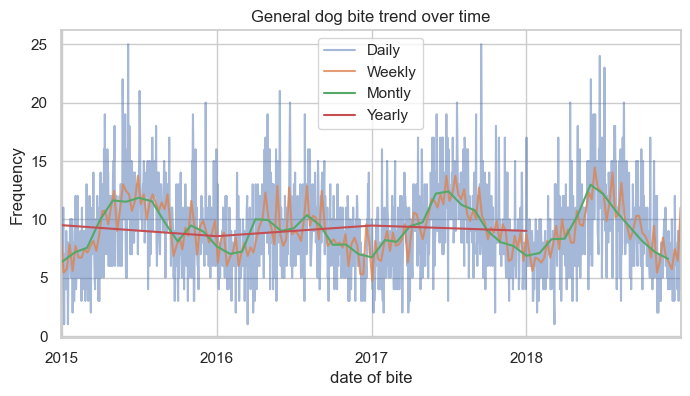 General dog bite trend over time
Frequency
25
20
15
10
5
0
Daily
Weekly
Montly
Yearly
2015 2016 2017 2018
date of bite